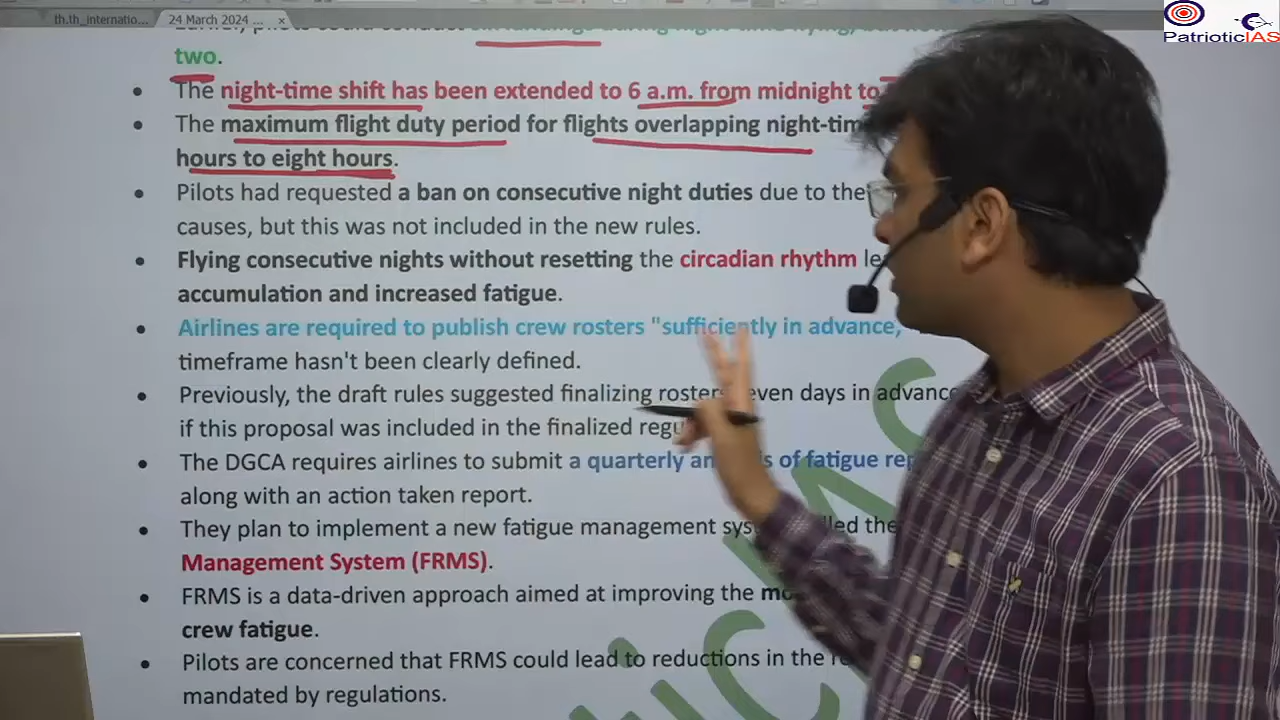 th.th_internatio...
24 March 2024 ...
PatrioticIAS
two.
• The night-time shift has been extended to 6 a.m. from midnight to
• The maximum flight duty period for flights overlapping
hours to eight hours.
• Pilots had requested a ban on consecutive night duties due to the
causes, but this was not included in the new rules.
• Flying consecutive nights without resetting the circadian rhythm
accumulation and increased fatigue.
• Airlines are required to publish crew rosters "sufficiently in advance,"
timeframe hasn't been clearly defined.
• Previously, the draft rules suggested finalizing days in advance
if this proposal was included in the finalized
• The DGCA requires airlines to submit a quarterly of fatigue
along with an action taken report.
• They plan to implement a new fatigue management the
Management System (FRMS).
• FRMS is a data-driven approach aimed at improving the
crew fatigue.
• Pilots are concerned that FRMS could lead to reductions in the
mandated by regulations.